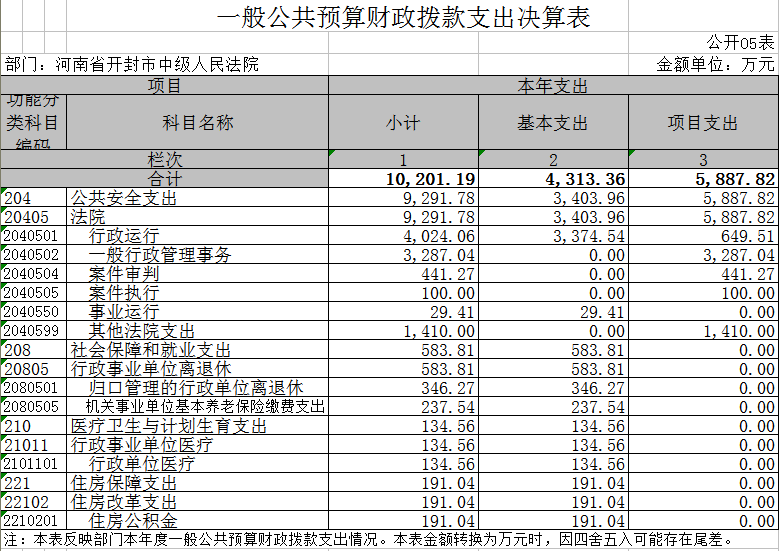 一般公共预算财政拨款支出决算表
公开05表
部门：河南省开封市中级人民法院 金额单位：万元
项目 本年支出
功能分类科目编码 科目名称 小计 基本支出 项目支出
栏次 1 2 3
合计 10,201.19 4,313.36 5,887.82
204 公共安全支出 9,291.78 3,403.96 5,887.82
20405 法院 9,291.78 3,403.96 5,887.82
2040501 行政运行 4,024.06 3,374.54 649.51
2040502 一般行政管理事务 3,287.04 0.00 3,287.04
2040504 案件审判 441.27 0.00 441.27
2040505 案件执行 100.00 0.00 100.00
2040550 事业运行 29.41 29.41 0.00
2040599 其他法院支出 1,410.00 0.00 1,410.00
208 社会保障和就业支出 583.81 583.81 0.00
20805 行政事业单位离退休 583.81 583.81 0.00
2080501 归口管理的行政单位离退休 346.27 346.27 0.00
2080505 机关事业单位基本养老保险缴费支出 237.54 237.54 0.00
210 医疗卫生与计划生育支出 134.56 134.56 0.00
21011 行政事业单位医疗 134.56 134.56 0.00
2101101 行政单位医疗 134.56 134.56 0.00
221 住房保障支出 191.04 191.04 0.00
22102 住房改革支出 191.04 191.04 0.00
2210201 住房公积金 191.04 191.04 0.00
注：本表反映部门本年度一般公共预算财政拨款支出情况。本表金额转换为万元时，因四舍五入可能存在尾差。